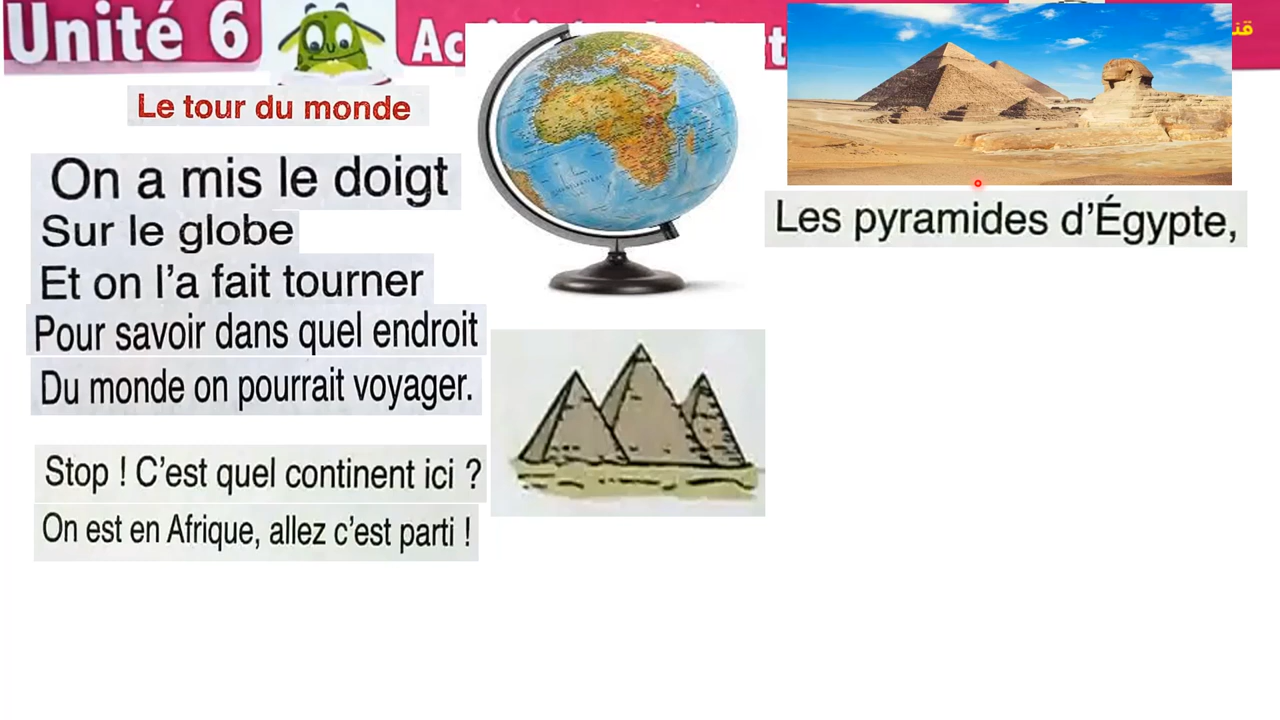 Unité 6
Le tour du monde
On a mis le doigt
Sur le globe
Et on l'a fait tourner
Pour savoir dans quel endroit
Du monde on pourrait voyager.
Stop ! C'est quel continent ici ?
On est en Afrique, allez c'est parti !
Les pyramides d'Égypte,